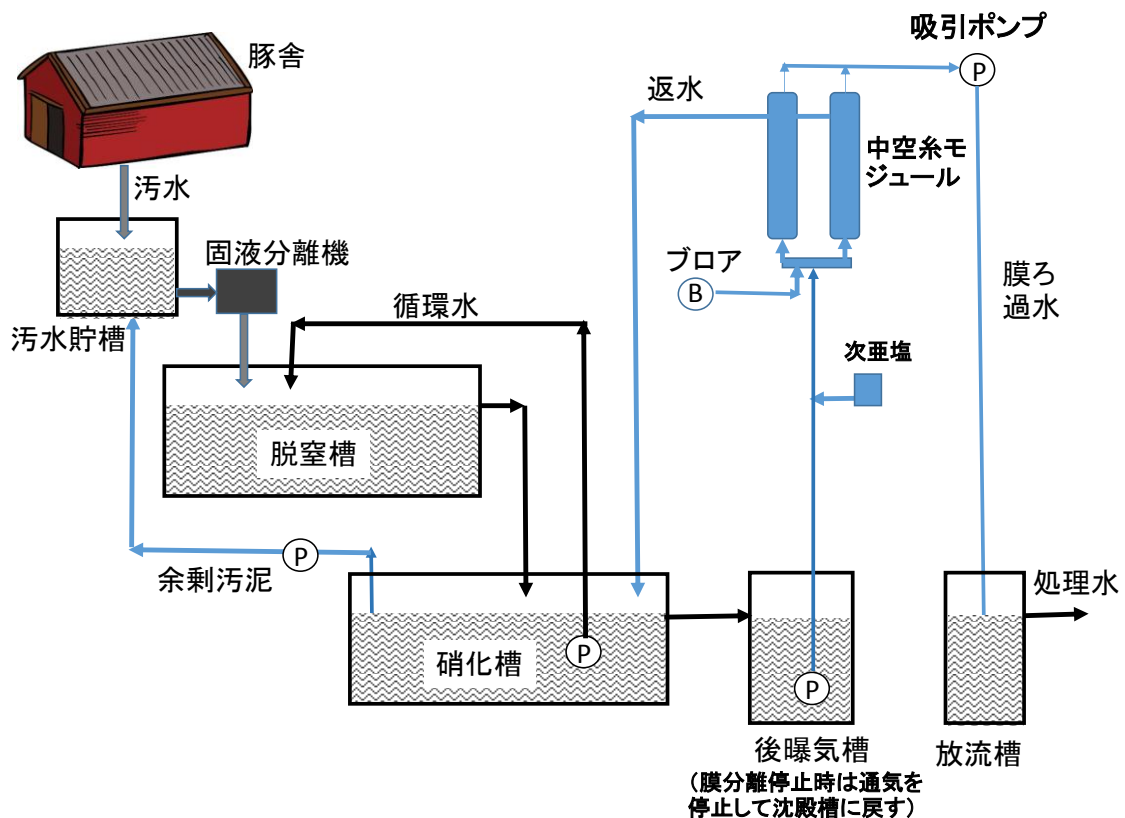 吸引ポンプ
P
豚舎
返水
中空糸モ
ジュール
汚水
固液分離機
ブロア
B
膜ろ
過水
循環水
汚水貯槽
次亜塩
脱窒槽
P
余剰汚泥
処理水
硝化槽
P
P
後曝気槽
放流槽
（膜分離停止時は通気を
停止して沈殿槽に戻す）